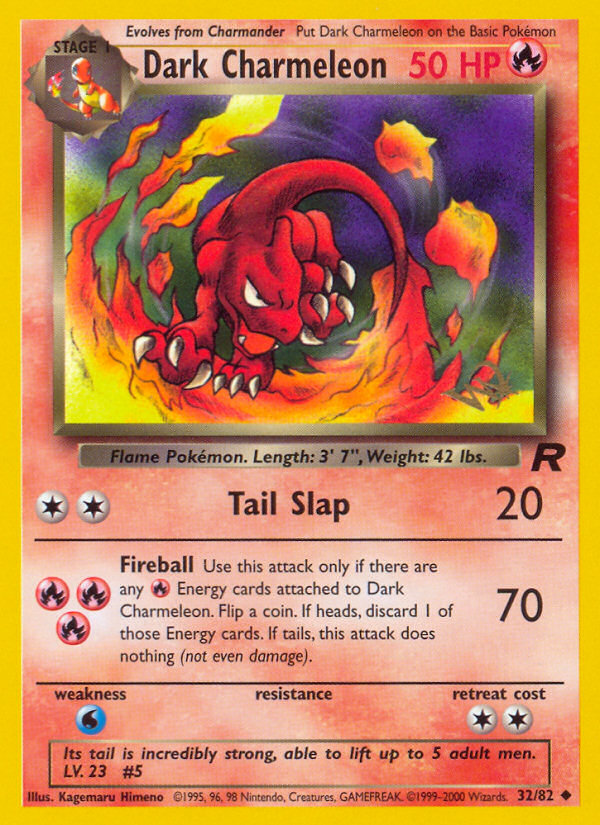 Evolves from Charmander Put Dark Charmeleon on the Basic Pokémon
STAGE 1
Dark Charmeleon 50 HP
Flame Pokémon. Length: 3' 7", Weight: 42 lbs.
R
Tail Slap 20
Fireball Use this attack only if there are
any Energy cards attached to Dark
Charmeleon. Flip a coin. If heads, discard 1 of
those Energy cards. If tails, this attack does
nothing (not even damage).
70
weakness resistance retreat cost
Its tail is incredibly strong, able to lift up to 5 adult men.
LV. 23 #5
Illus. Kagemaru Himeno ©1995, 96, 98 Nintendo, Creatures, GAMEFREAK. ©1999-2000 Wizards. 32/82 ◆